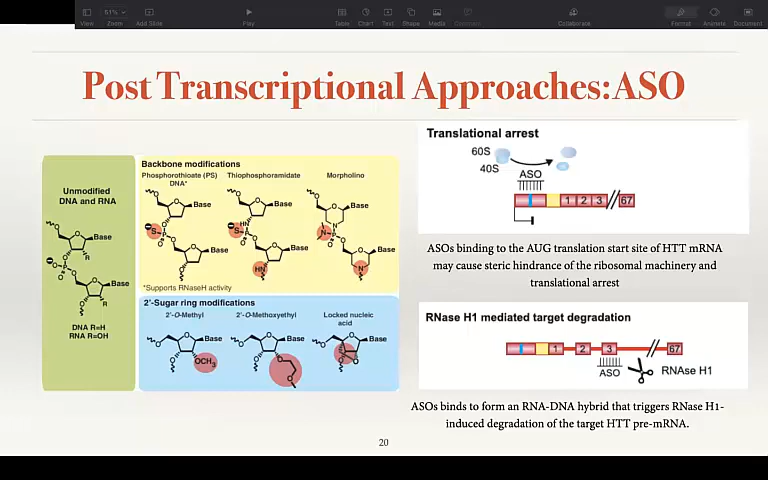 61%
View
Zoom
Add Slide
Play
Table
Chart
Text
Shape
Media
Comment
Collaborate
Format
Animate
Document
Post Transcriptional Approaches:ASO
Unmodified
DNA and RNA
Base
R
Base
R
DNA R=H
RNA R=OH
Backbone modifications
Phosphorothioate (PS)
DNA*
Thiophosphoramidate
Morpholino
Base
Base
Base
Base
Base
Base
*Supports RNAseH activity
2'-Sugar ring modifications
2'-O-Methyl
2'-O-Methoxyethyl
Locked nucleic
acid
Base
Base
Base
OCH3
Translational arrest
60S
40S
ASO
1 2 3 67
ASOs binding to the AUG translation start site of HTT mRNA
may cause steric hindrance of the ribosomal machinery and
translational arrest
RNase H1 mediated target degradation
1 2 3 67
ASO
RNAse H1
ASOs binds to form an RNA-DNA hybrid that triggers RNase H1-
induced degradation of the target HTT pre-mRNA.
20